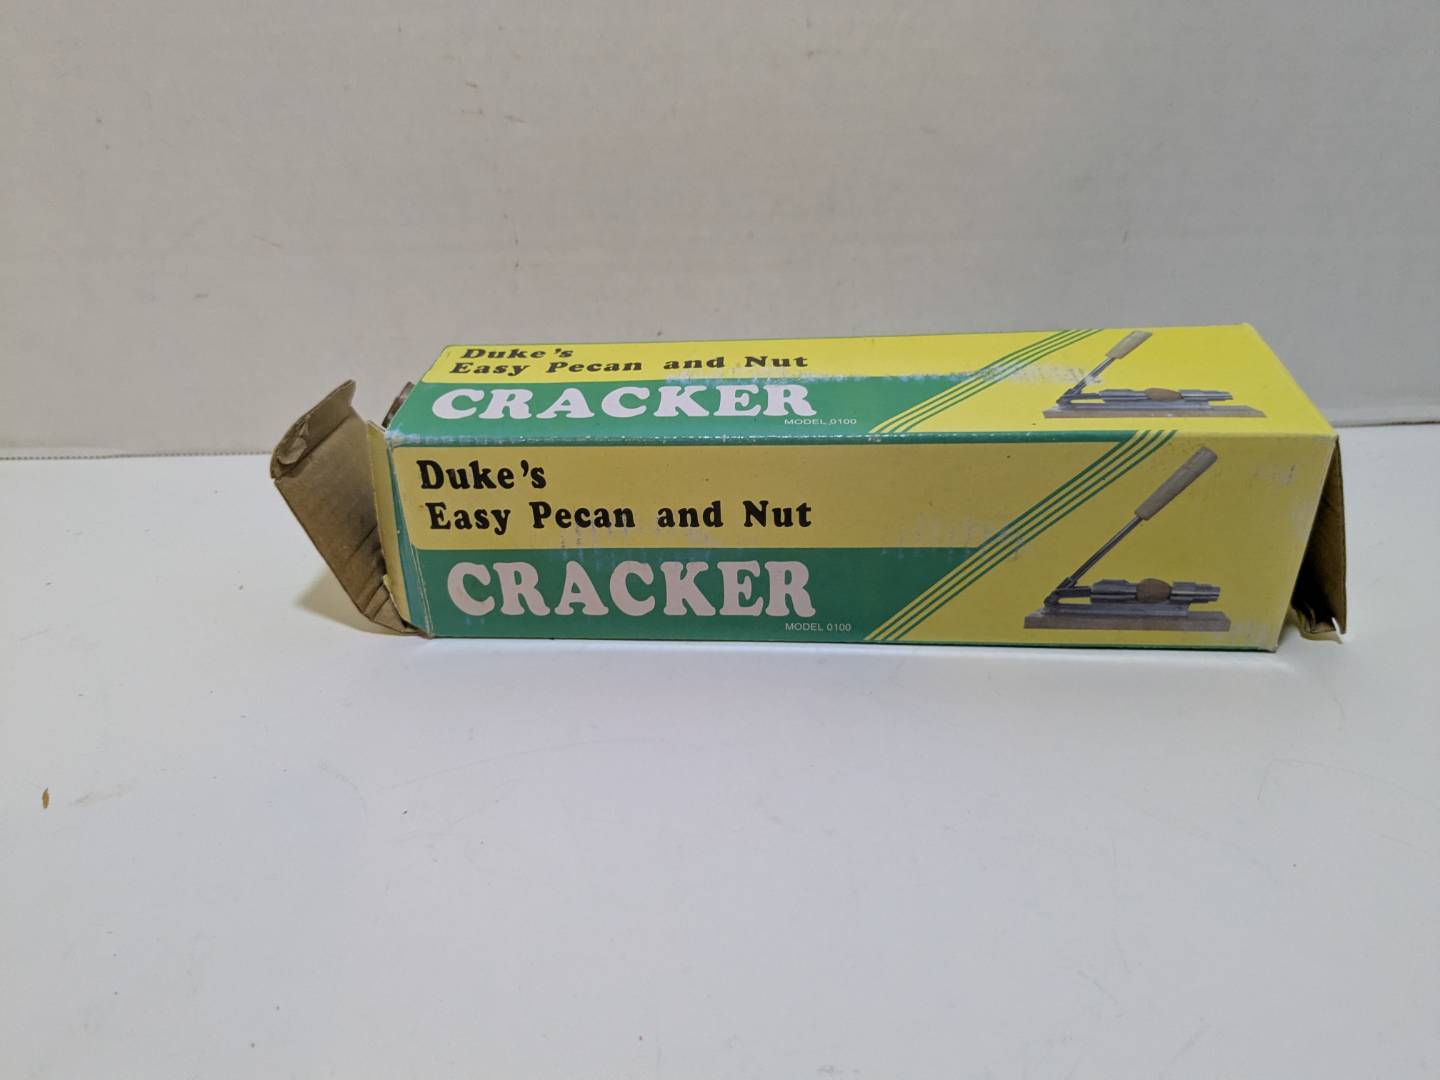 Duke's
Easy Pecan and Nut
CRACKER
MODEL 0100
Duke's
Easy Pecan and Nut
CRACKER
MODEL 0100